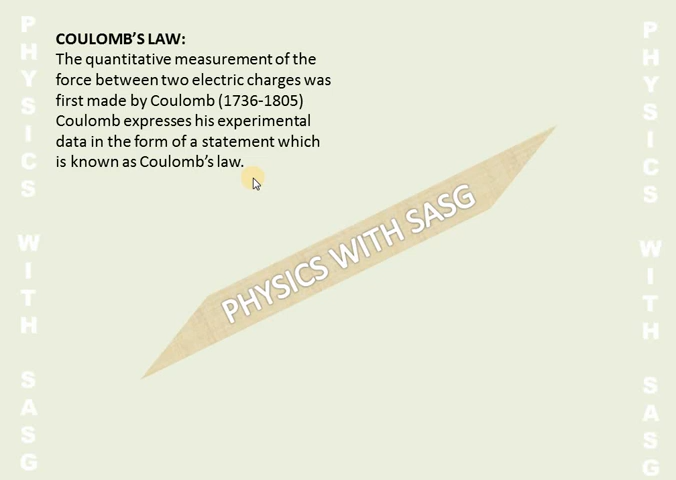 COULOMB'S LAW:
The quantitative measurement of the
force between two electric charges was
first made by Coulomb (1736-1805)
Coulomb expresses his experimental
data in the form of a statement which
is known as Coulomb's law.
PHYSICS WITH SASG
PHYSICS WITH SASG
PHYSICS WITH SASG